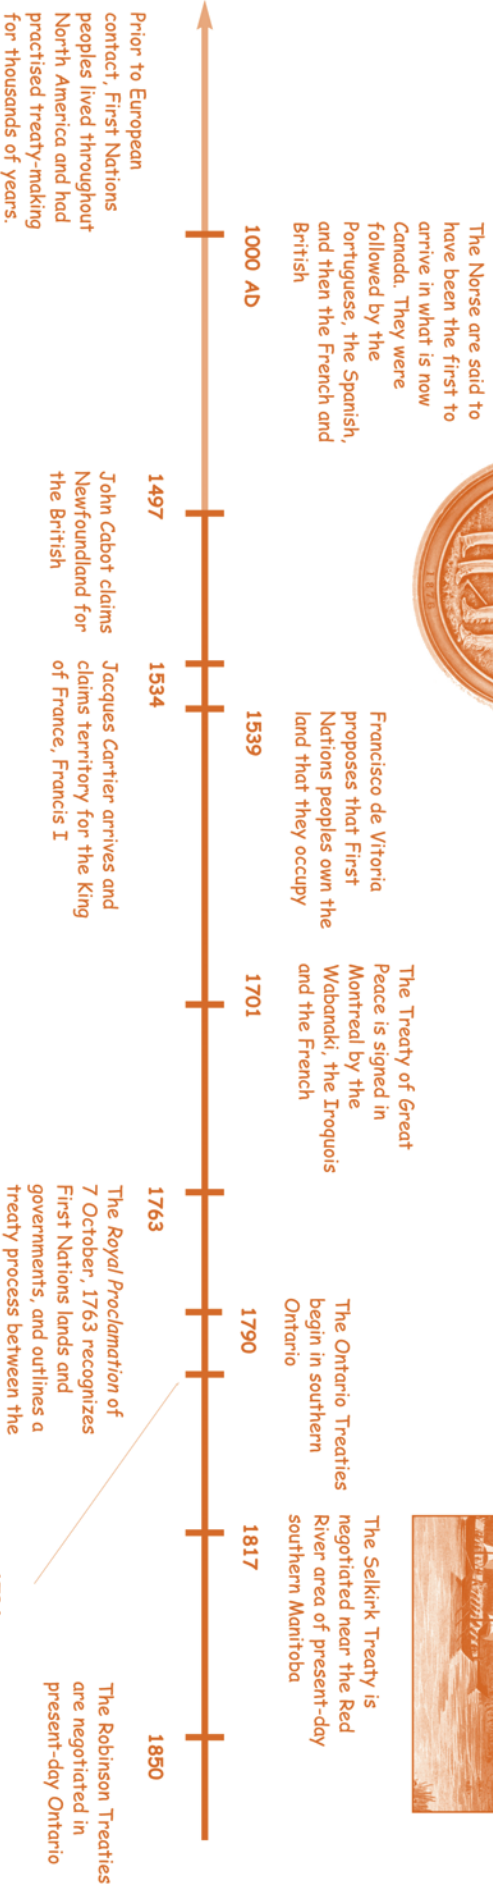 Prior to European
contact, First Nations
peoples lived throughout
North America and had
practised treaty-making
for thousands of years.
1000 AD
The Norse are said to
have been the first to
arrive in what is now
Canada. They were
followed by the
Portuguese, the Spanish,
and then the French and
British
1497
John Cabot claims
Newfoundland for
the British
1534
Jacques Cartier arrives and
claims territory for the King
of France, Francis I
1539
Francisco de Vitoria
proposes that First
Nations peoples own the
land that they occupy
1701
The Treaty of Great
Peace is signed in
Montreal by the
Wabanaki, the Iroquois
and the French
1763
The Royal Proclamation of
7 October, 1763 recognizes
First Nations lands and
governments, and outlines a
treaty process between the
1790
The Ontario Treaties
begin in southern
Ontario
1817
The Selkirk Treaty is
negotiated near the Red
River area of present-day
southern Manitoba
1850
The Robinson Treaties
are negotiated in
present-day Ontario